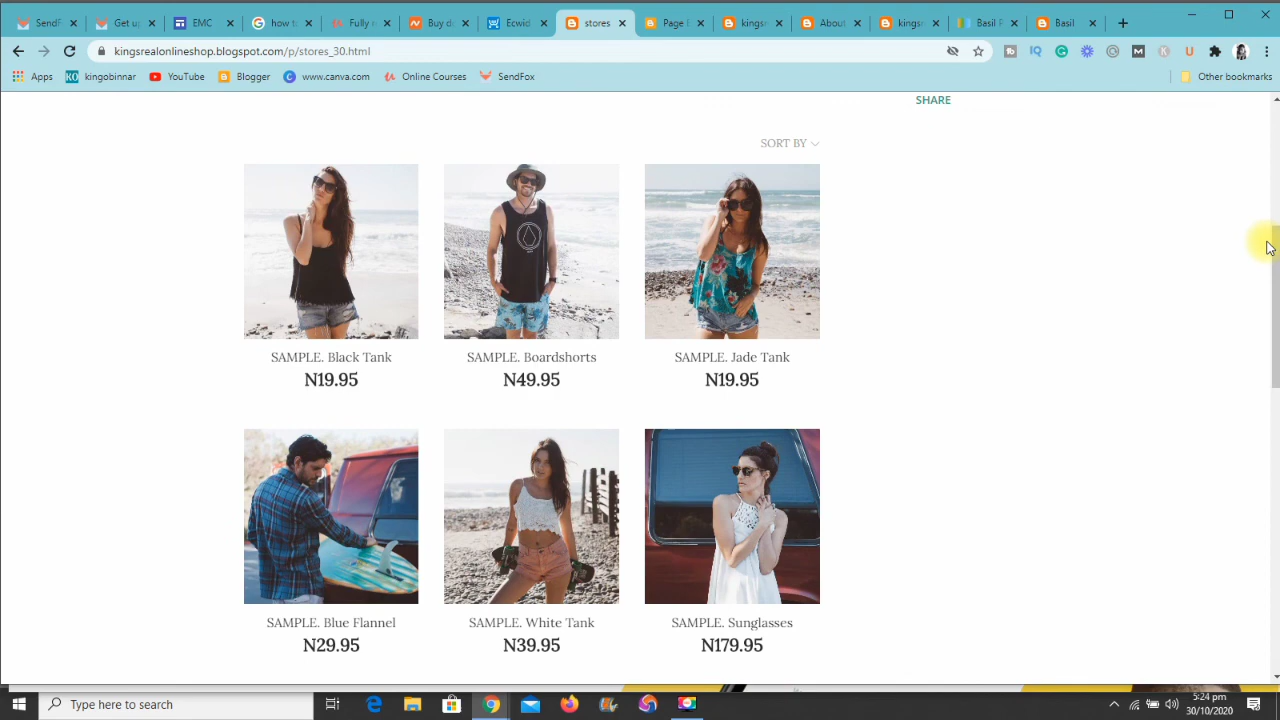 SendF
Get u
EMC
how to
Fully r
Buy d
Ecwid
stores
Page E
kingsr
About
kingsr
Basil P
Basil
kingsrealonlineshop.blogspot.com/p/stores_30.html
Apps
kingobinnar
YouTube
Blogger
www.canva.com
Online Courses
SendFox
Other bookmarks
SHARE
SORT BY
SAMPLE. Black Tank
SAMPLE. Boardshorts
SAMPLE. Jade Tank
N19.95
N49.95
N19.95
SAMPLE. Blue Flannel
SAMPLE. White Tank
SAMPLE. Sunglasses
N29.95
N39.95
N179.95
Type here to search
5:24 pm
30/10/2020